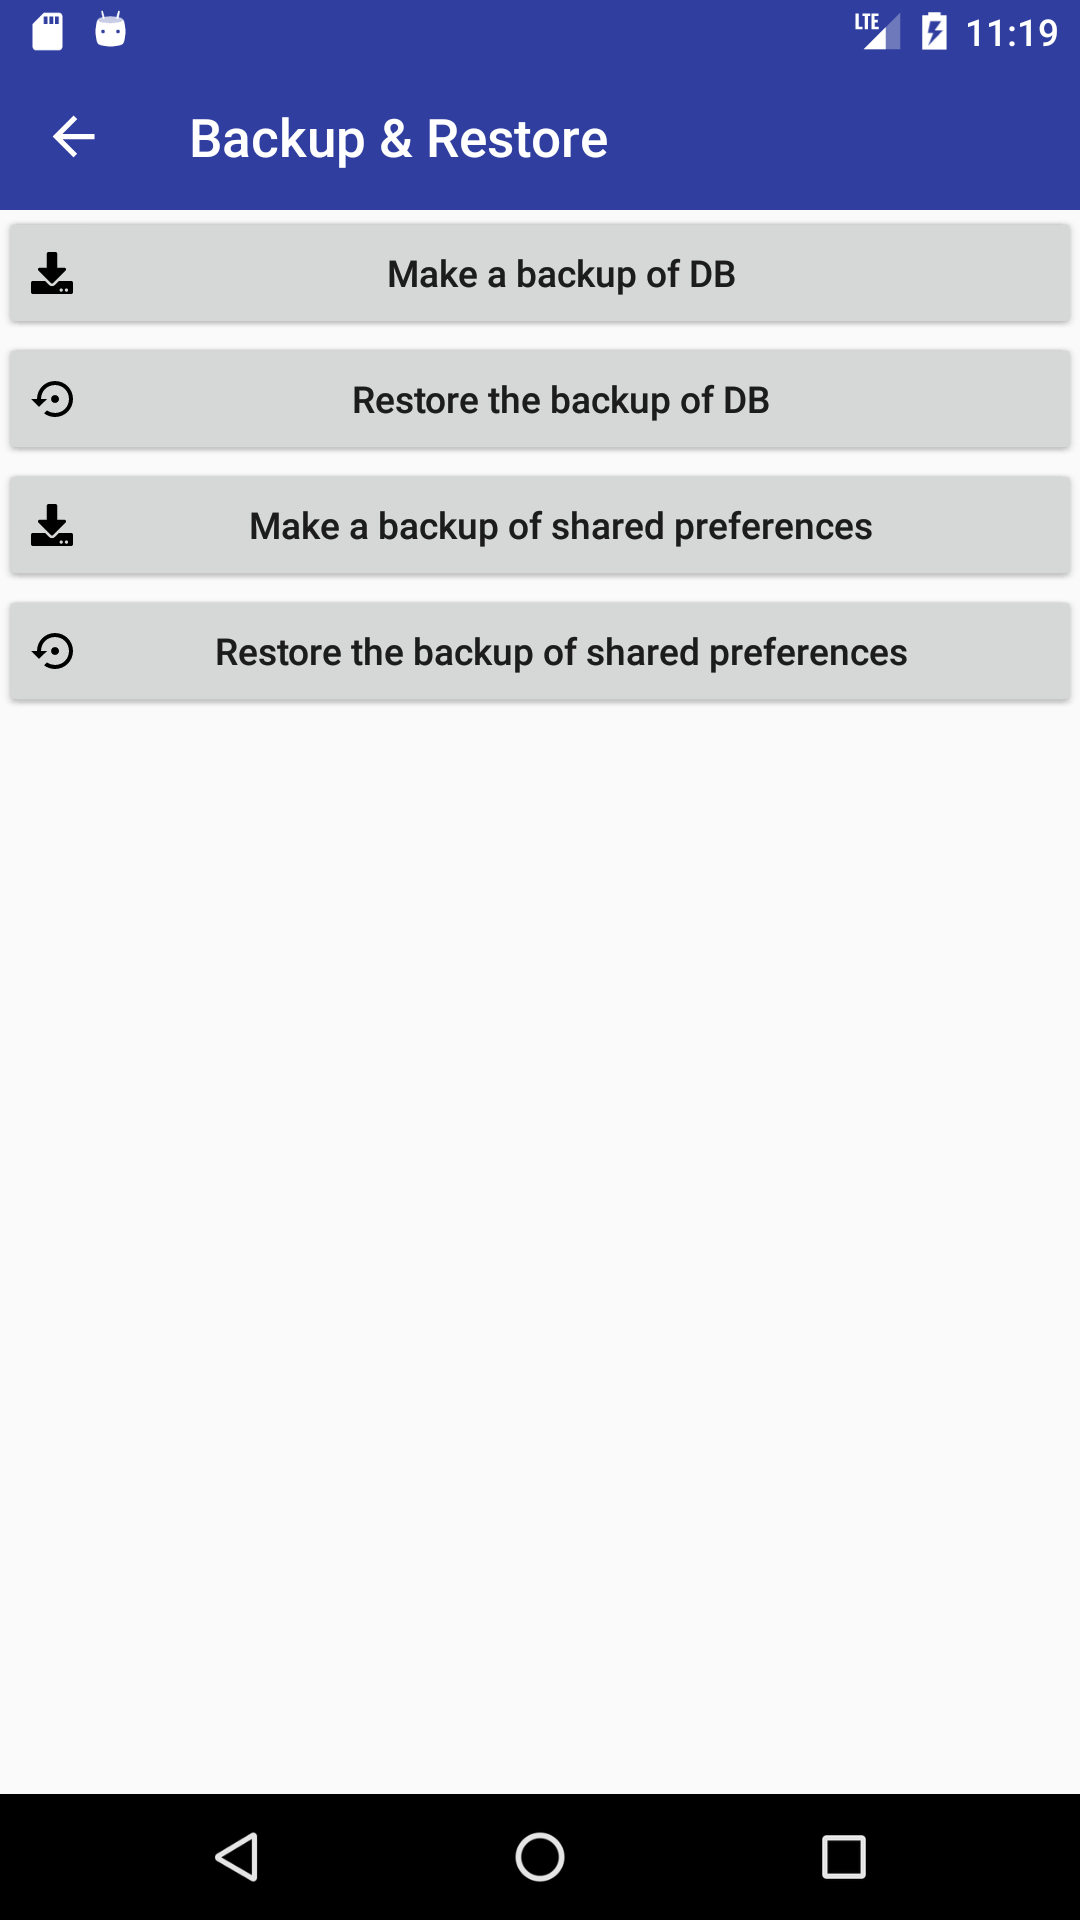 LTE 11:19
Backup & Restore
Make a backup of DB
Restore the backup of DB
Make a backup of shared preferences
Restore the backup of shared preferences